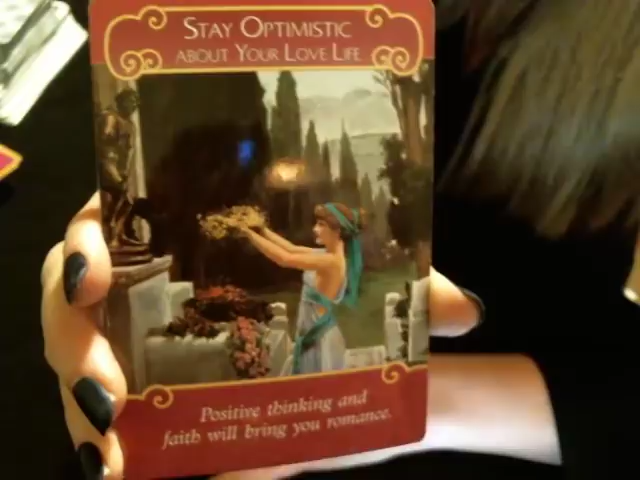 Stay Optimistic
about Your Love Life
Positive thinking and
faith will bring you romance.